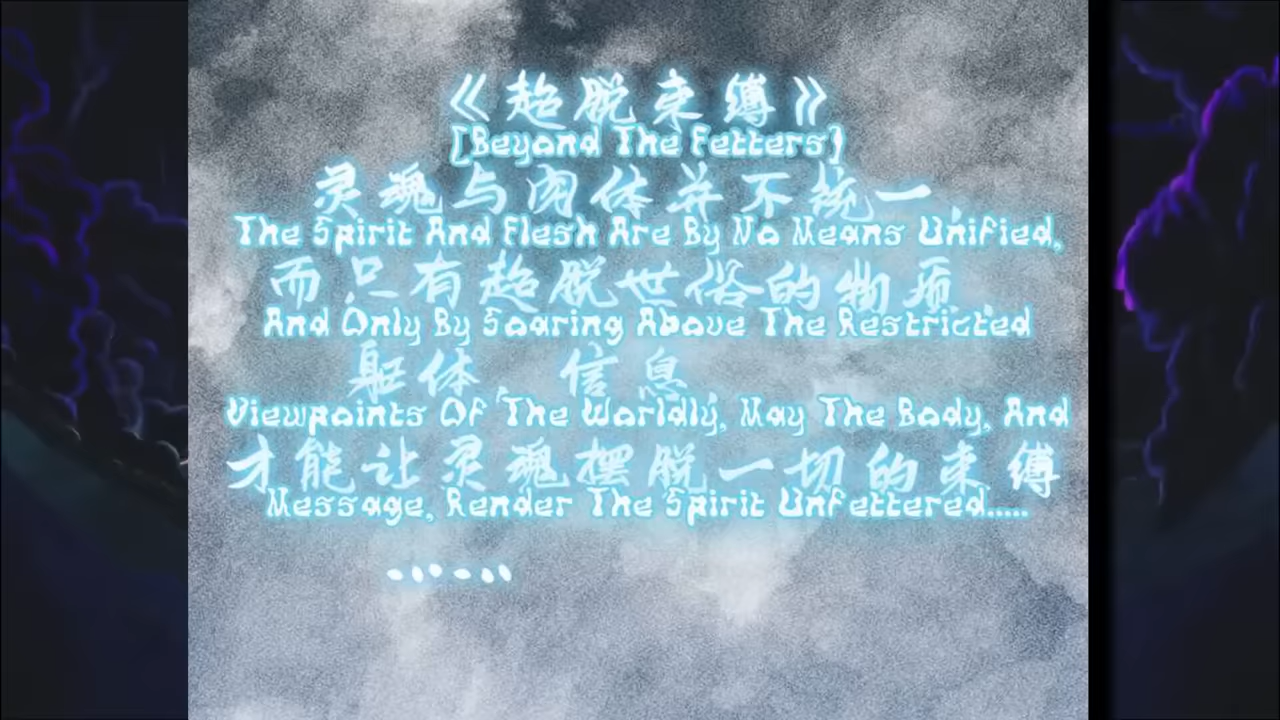 《超脱束缚》
[Beyond The Fetters]
灵魂与肉体并不统一，
The Spirit And Flesh Are By No Means Unified,
而只有超脱世俗的物质、
And Only By Soaring Above The Restricted
躯体、信息
Viewpoints Of The Worldly, May The Body, And
才能让灵魂摆脱一切的束缚
Message, Render The Spirit Unfettered.....
……